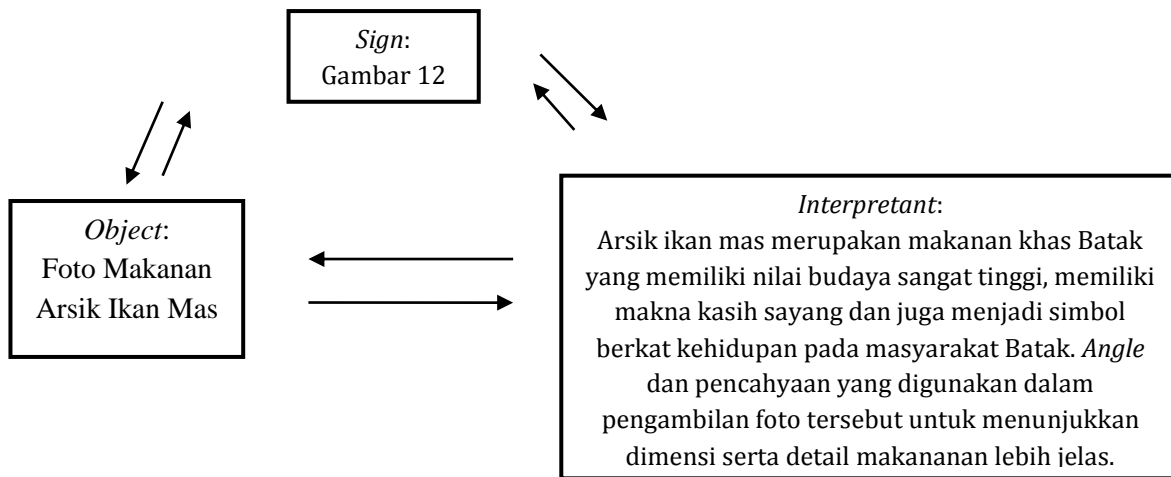 Sign:
Gambar 12
Object:
Foto Makanan
Arsik Ikan Mas
Interpretant:
Arsik ikan mas merupakan makanan khas Batak
yang memiliki nilai budaya sangat tinggi, memiliki
makna kasih sayang dan juga menjadi simbol
berkat kehidupan pada masyarakat Batak. Angle
dan pencahyaan yang digunakan dalam
pengambilan foto tersebut untuk menunjukkan
dimensi serta detail makananan lebih jelas.